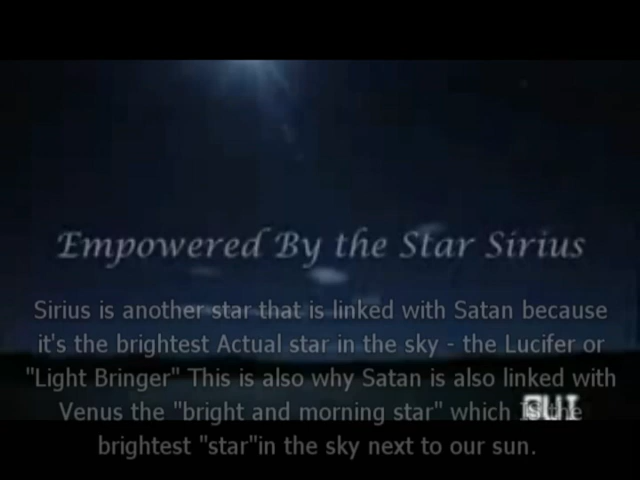 Empowered By the Star Sirius
Sirius is another star that is linked with Satan because
it's the brightest Actual star in the sky - the Lucifer or
"Light Bringer" This is also why Satan is also linked with
Venus the "bright and morning star" which is the
brightest "star"in the sky next to our sun.